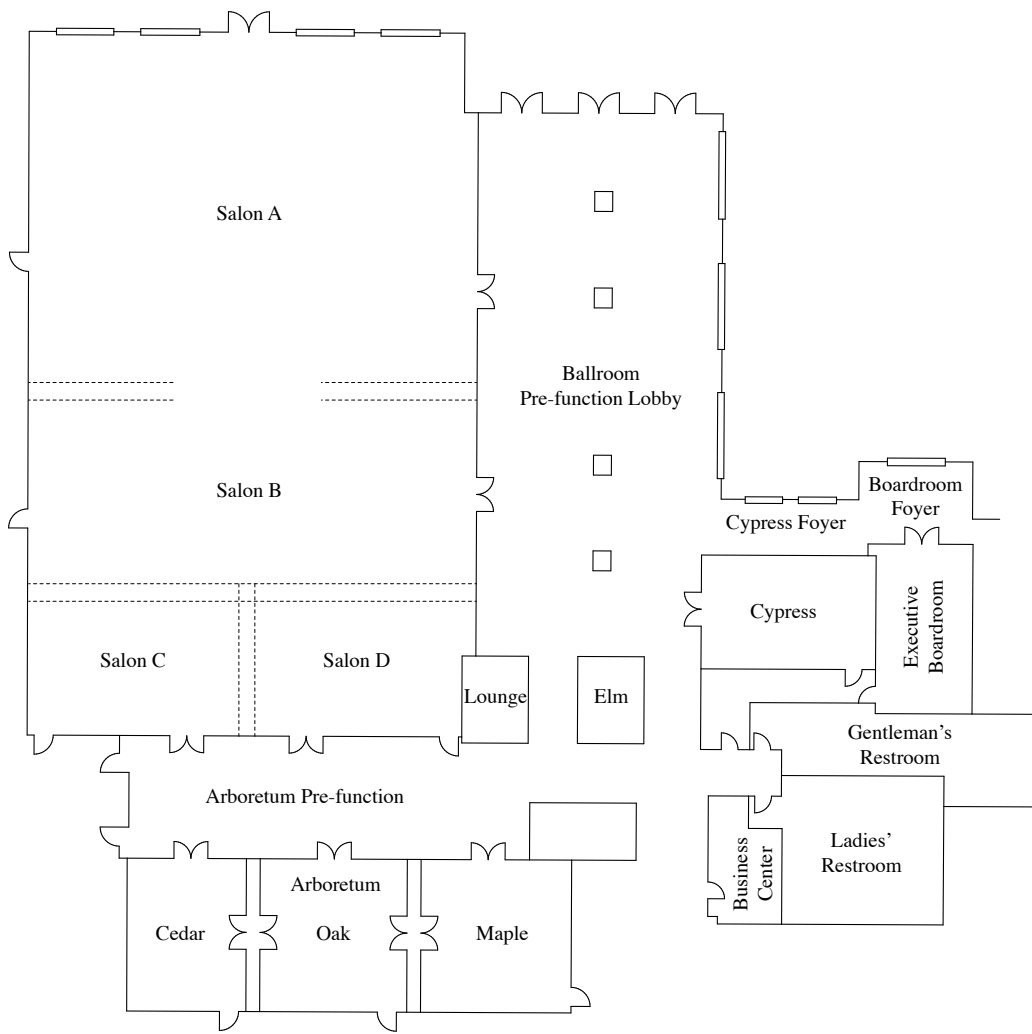 Salon A
Ballroom
Pre-function Lobby
Salon B
Boardroom
Foyer
Cypress Foyer
Cypress
Executive
Boardroom
Salon C
Salon D
Lounge
Elm
Gentleman's
Restroom
Arboretum Pre-function
Ladies'
Restroom
Business
Center
Arboretum
Cedar
Oak
Maple